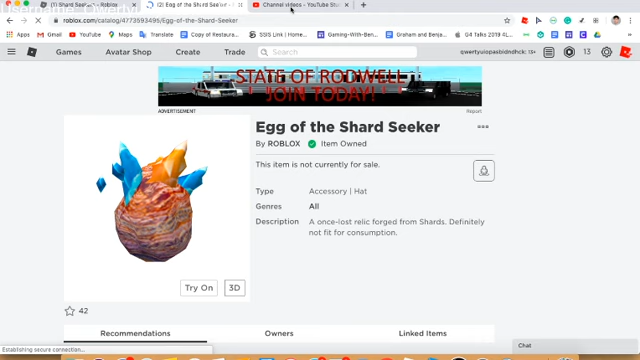 (1) Shard Seek - Roblox
(2) Egg of the Shard Seeker
Channel videos - YouTube Stu
roblox.com/catalog/4773593495/Egg-of-the-Shard-Seeker
Apps
Gmail
YouTube
Maps
Translate
Copy of Restaura
SSIS Link | Home
Gaming-With-Ben
Graham and Benja
G4 Talks 2019 4L
Games
Avatar Shop
Create
Search
13+
13
STATE OF RODWELL
JOIN TODAY!
ADVERTISEMENT
Report
Egg of the Shard Seeker
By ROBLOX
Item Owned
This item is not currently for sale.
Type
Accessory | Hat
Genres
All
Description
A once-lost relic forged from Shards. Definitely
not fit for consumption.
Try On
3D
42
Recommendations
Owners
Linked Items
Establishing secure connection...
Chat